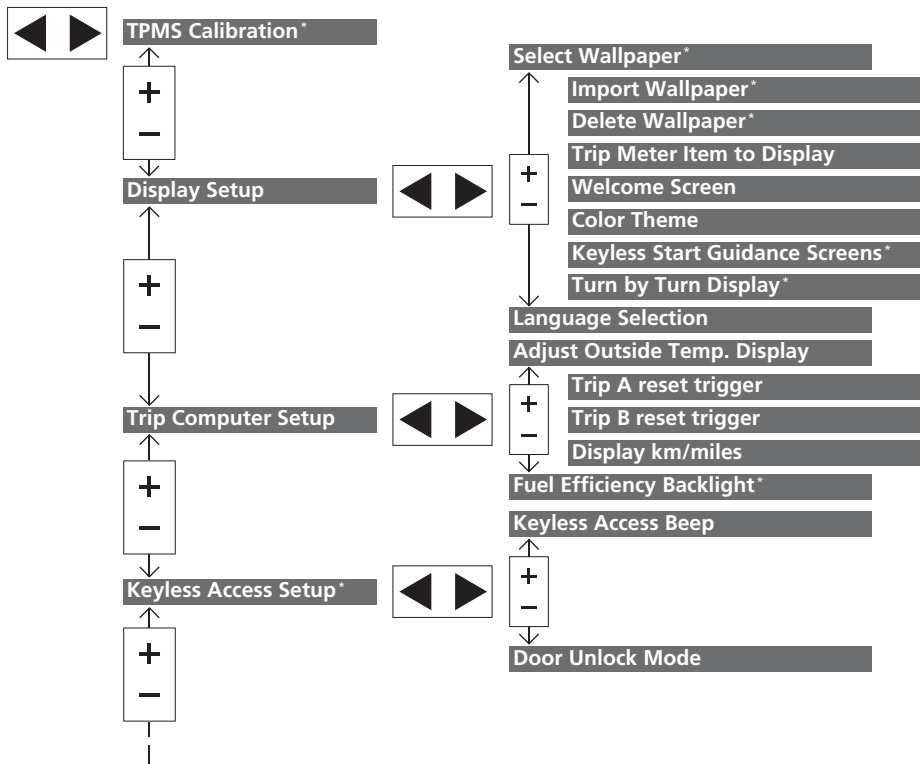 TPMS Calibration*
Select Wallpaper*
Import Wallpaper*
Delete Wallpaper*
Trip Meter Item to Display
Welcome Screen
Color Theme
Keyless Start Guidance Screens*
Turn by Turn Display*
Language Selection
Display Setup
Adjust Outside Temp. Display
Trip A reset trigger
Trip B reset trigger
Display km/miles
Fuel Efficiency Backlight*
Trip Computer Setup
Keyless Access Beep
Door Unlock Mode
Keyless Access Setup*
+
−
+
−
+
−
+
−
+
−
+
−
+
−